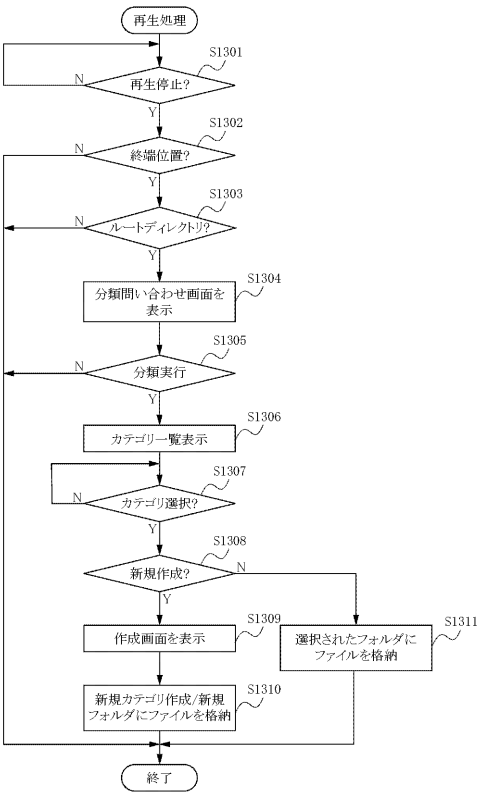 再生処理
S1301
再生停止?
N
Y
S1302
終端位置?
N
Y
S1303
ルートディレクトリ?
N
Y
S1304
分類問い合わせ画面を
表示
S1305
分類実行
N
Y
S1306
カテゴリ一覧表示
S1307
カテゴリ選択?
N
Y
S1308
新規作成?
N
Y
S1309
作成画面を表示
S1311
選択されたフォルダに
ファイルを格納
S1310
新規カテゴリ作成/新規
フォルダにファイルを格納
終了